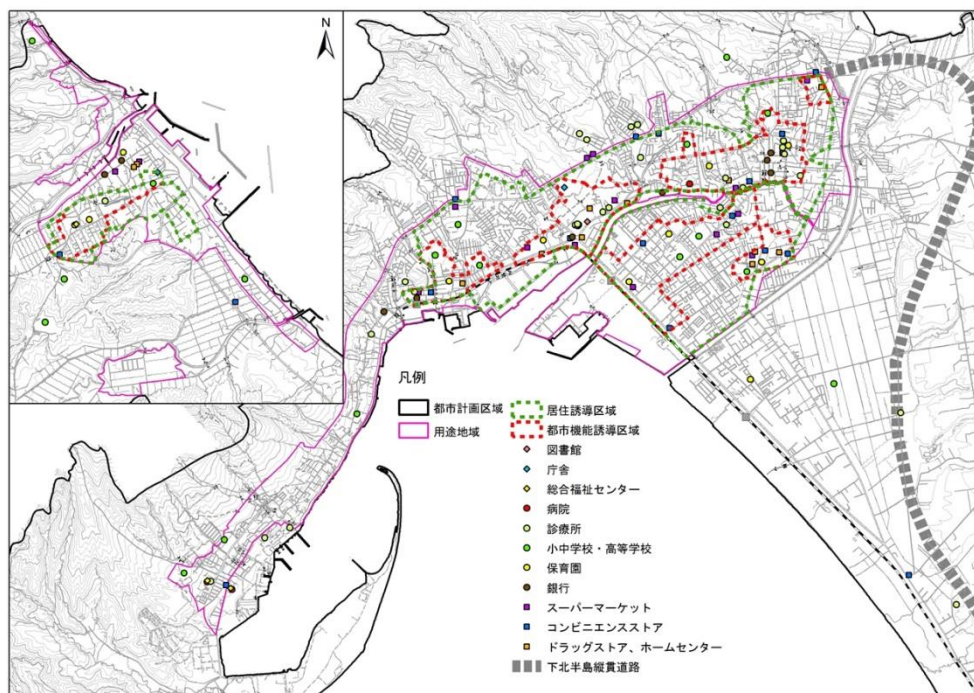 N
凡例
都市計画区域
用途地域
居住誘導区域
都市機能誘導区域
図書館
庁舎
総合福祉センター
病院
診療所
小中学校・高等学校
保育園
銀行
スーパーマーケット
コンビニエンスストア
ドラッグストア、ホームセンター
下北半島縦貫道路